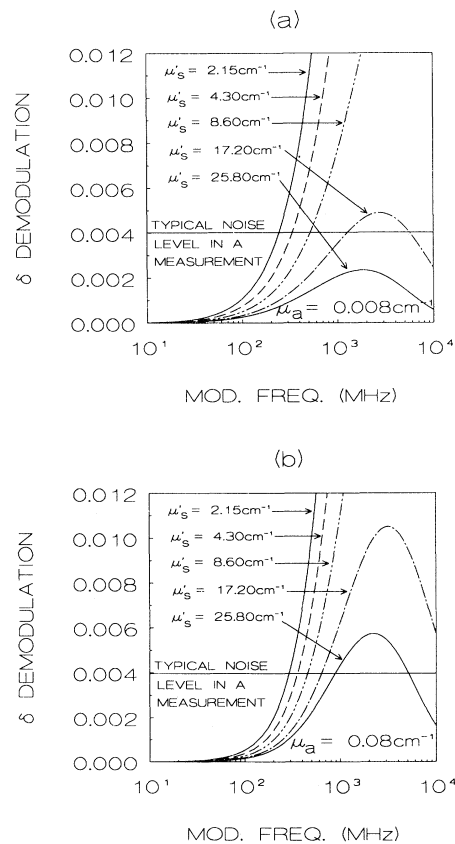 (a)
δ DEMODULATION
0.012
0.010
0.008
0.006
0.004
0.002
0.000
μ's = 2.15cm⁻¹
μ's = 4.30cm⁻¹
μ's = 8.60cm⁻¹
μ's = 17.20cm⁻¹
μ's = 25.80cm⁻¹
TYPICAL NOISE
LEVEL IN A
MEASUREMENT
μa = 0.008cm⁻¹
10¹ 10² 10³ 10⁴
MOD. FREQ. (MHz)
(b)
δ DEMODULATION
0.012
0.010
0.008
0.006
0.004
0.002
0.000
μ's = 2.15cm⁻¹
μ's = 4.30cm⁻¹
μ's = 8.60cm⁻¹
μ's = 17.20cm⁻¹
μ's = 25.80cm⁻¹
TYPICAL NOISE
LEVEL IN A
MEASUREMENT
μa = 0.08cm⁻¹
10¹ 10² 10³ 10⁴
MOD. FREQ. (MHz)